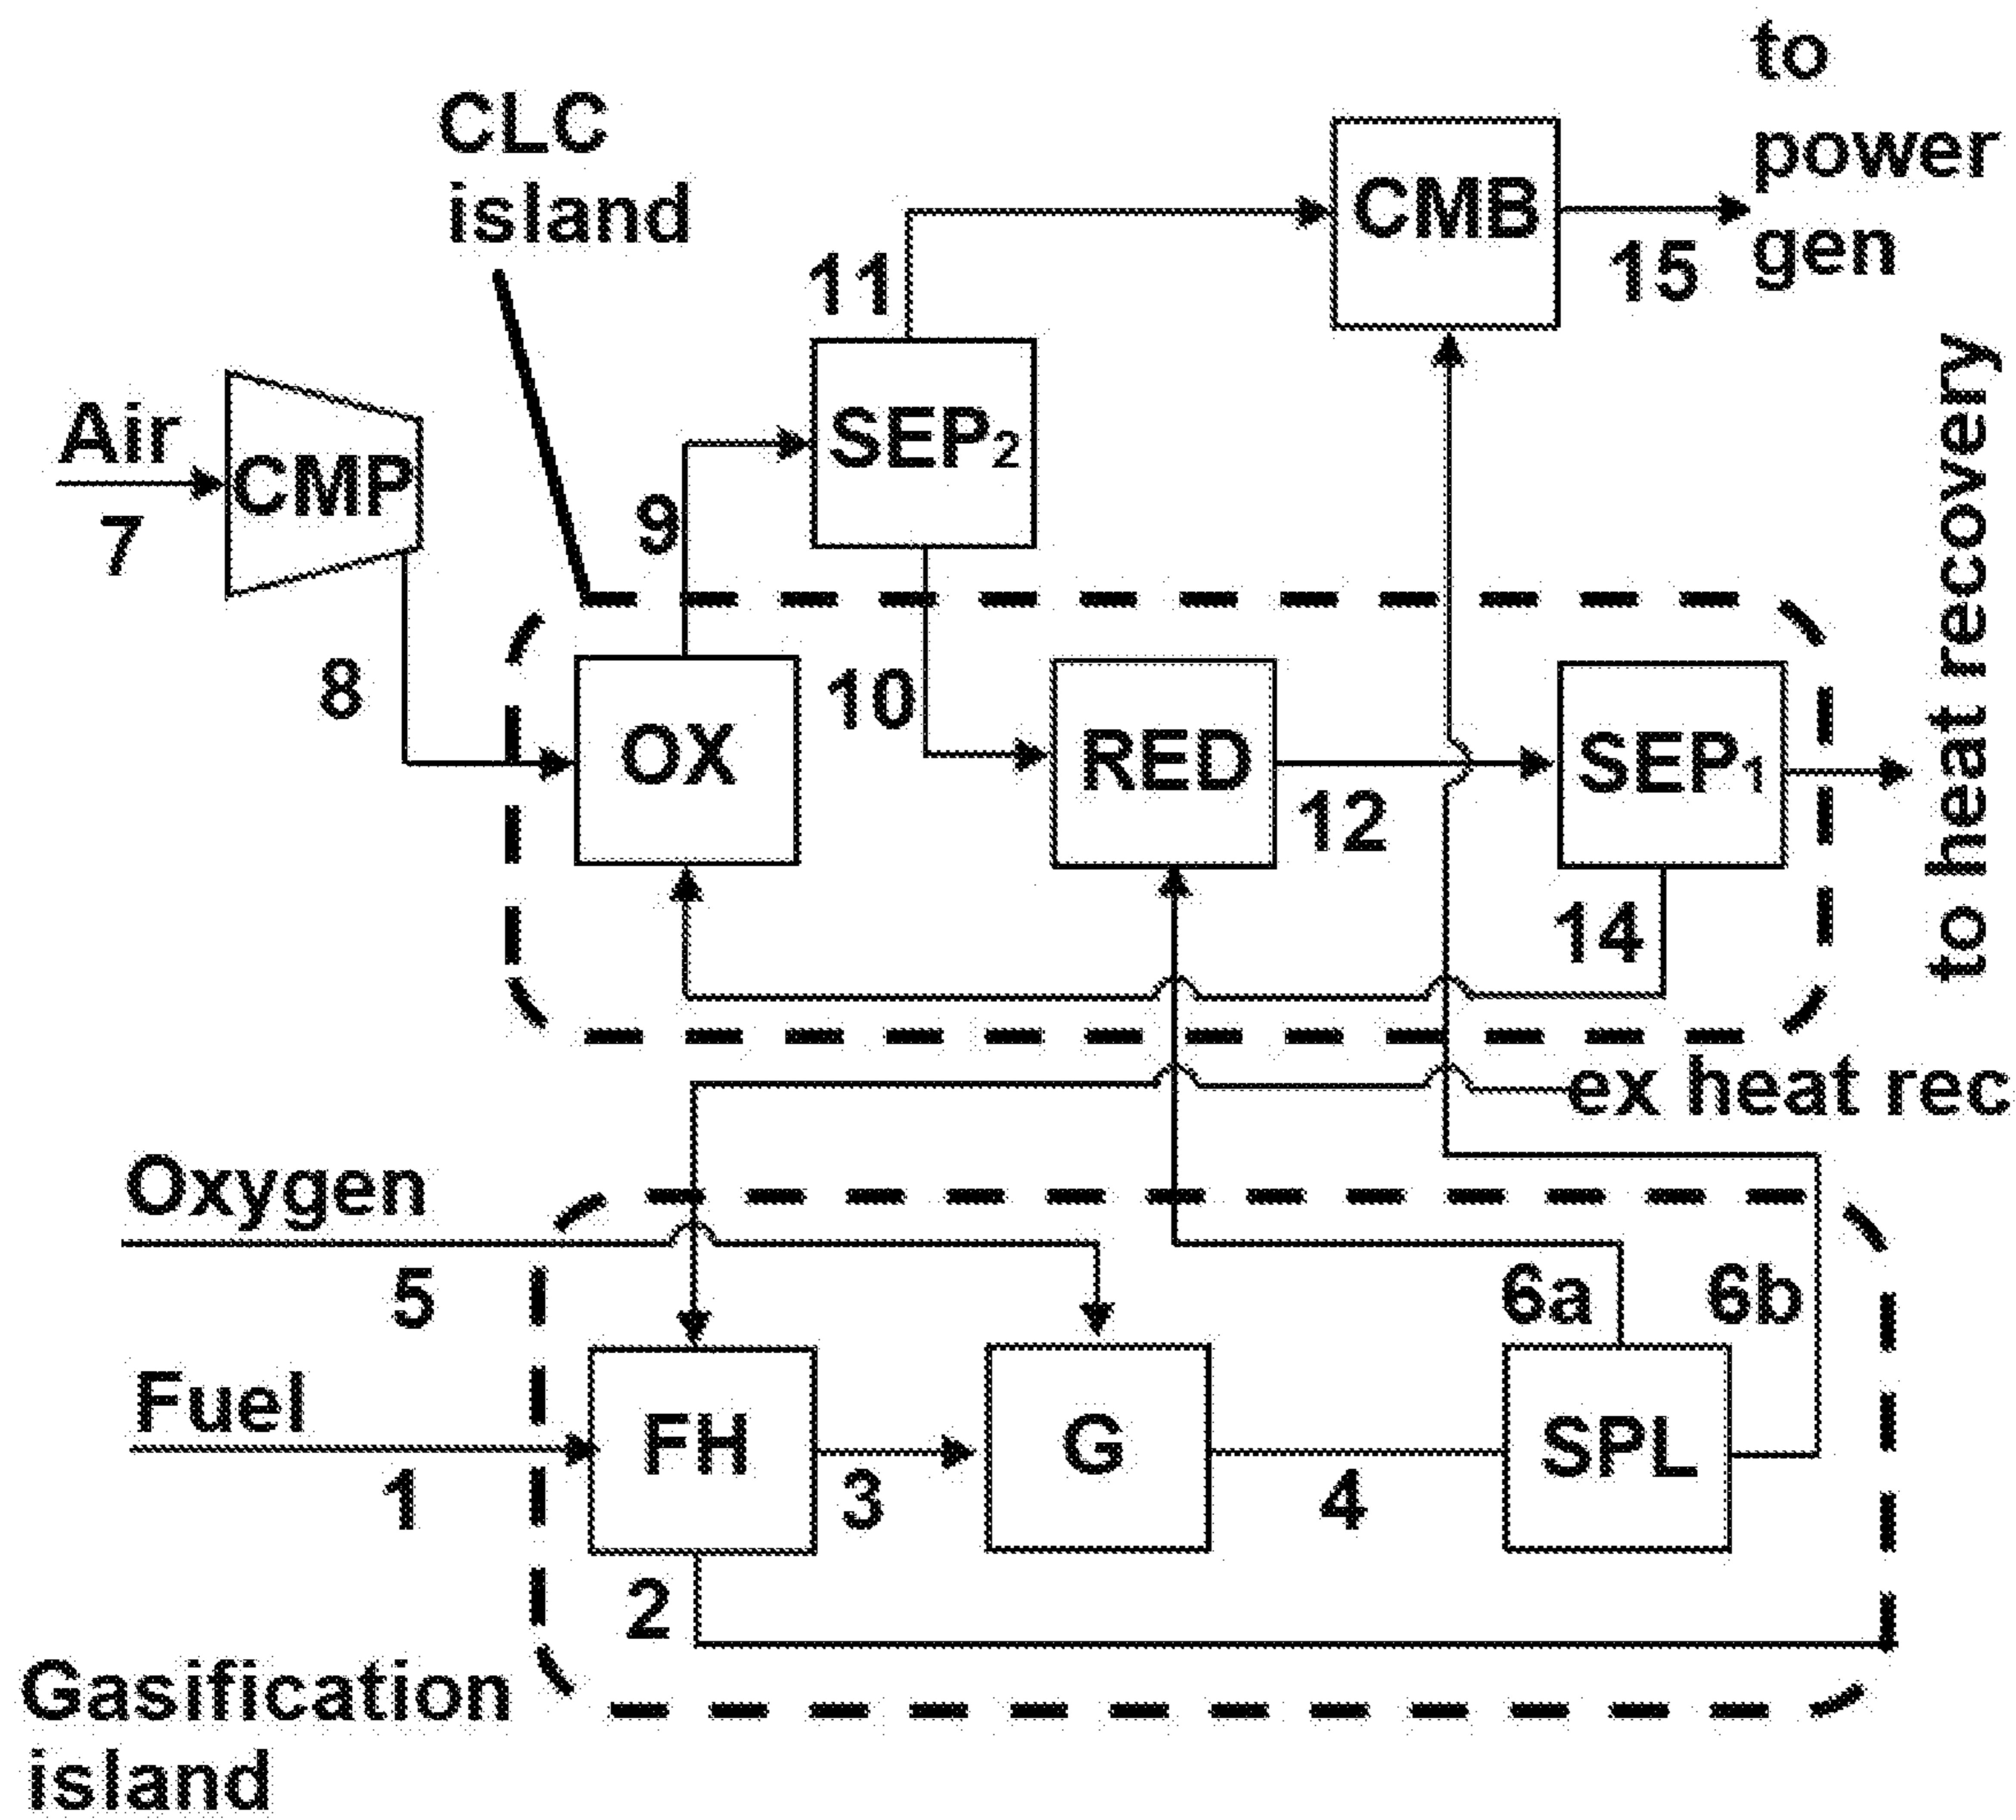 to
power
gen
CLC
island
CMB
15
11
Air
CMP
7
SEP2
9
8
10
OX
RED
12
SEP1
14
to heat recovery
ex heat rec
Oxygen
5
6a
6b
Fuel
1
FH
3
G
4
SPL
2
Gasification
island